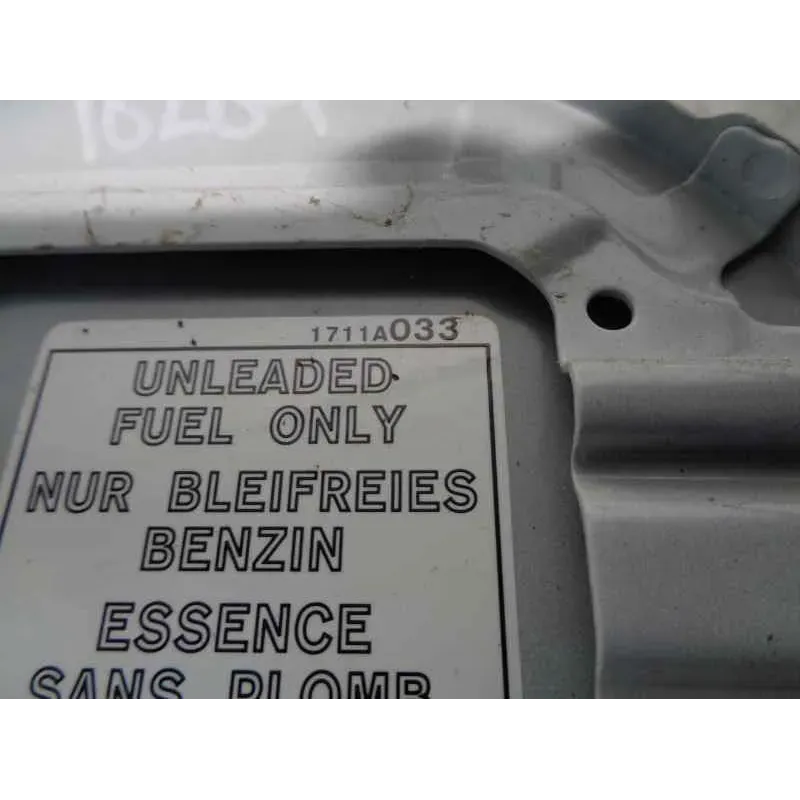 1711A033
UNLEADED
FUEL ONLY
NUR BLEIFREIES
BENZIN
ESSENCE
SANS PLOMB